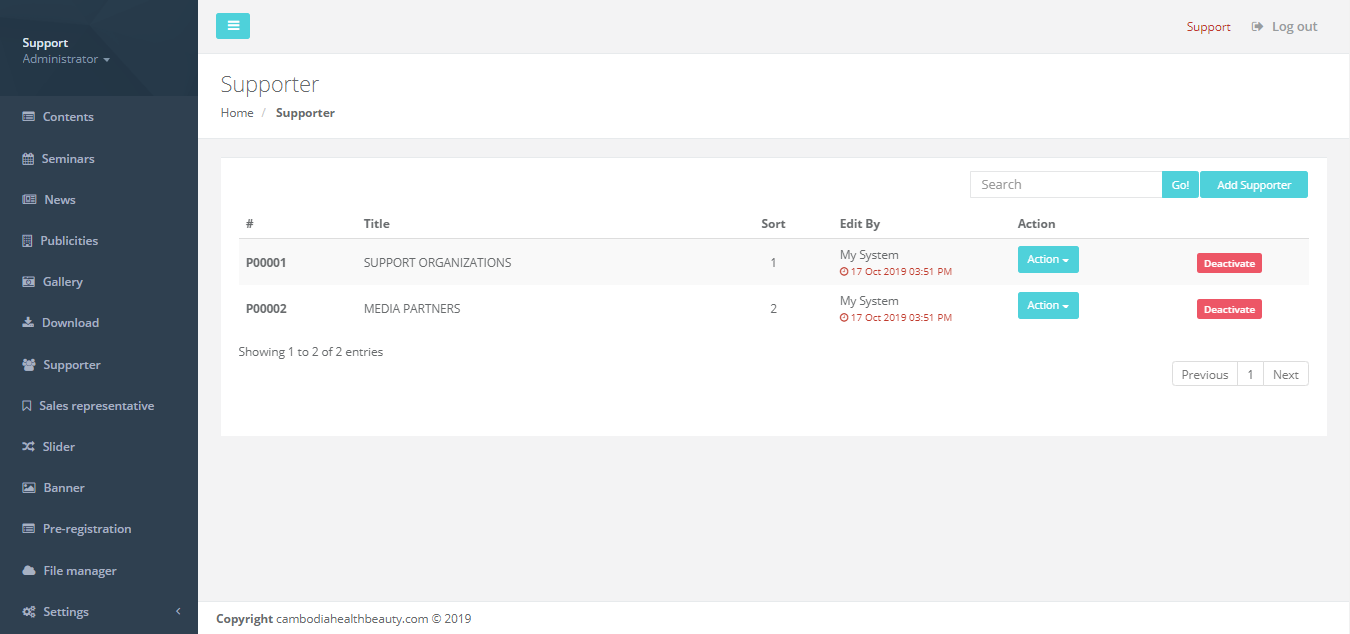 Support
Administrator
Contents
Seminars
News
Publicities
Gallery
Download
Supporter
Sales representative
Slider
Banner
Pre-registration
File manager
Settings
Support Log out
Supporter
Home / Supporter
Search Go! Add Supporter
# Title Sort Edit By Action
P00001 SUPPORT ORGANIZATIONS 1 My System Action Deactivate
17 Oct 2019 03:51 PM
P00002 MEDIA PARTNERS 2 My System Action Deactivate
17 Oct 2019 03:51 PM
Showing 1 to 2 of 2 entries
Previous 1 Next
Copyright cambodiahealthbeauty.com © 2019